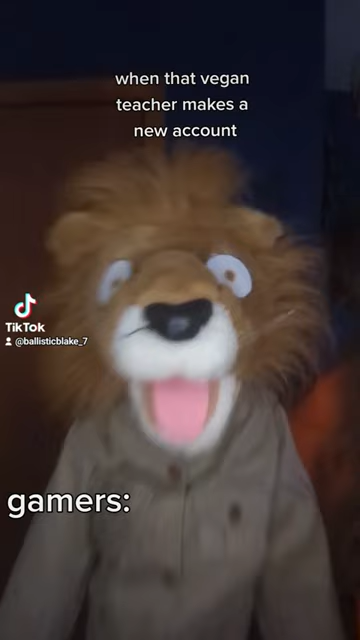 when that vegan
teacher makes a
new account
TikTok
@ballisticblake_7
gamers: